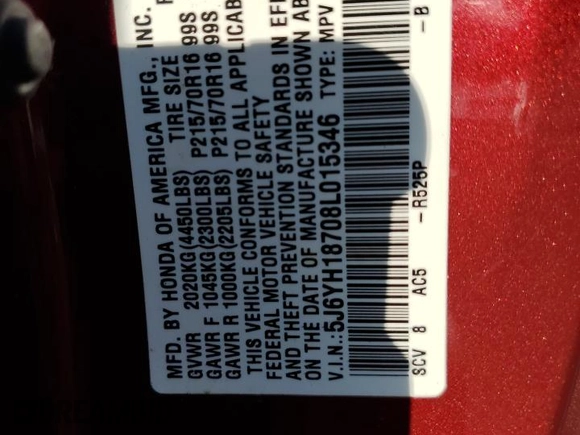 MFD. BY HONDA OF AMERICA MFG., INC.
GVWR 2020KG(4450LBS) TIRE SIZE
GAWR F 1045KG(2300LBS) P215/70R16 99S
GAWR R 1000KG(2205LBS) P215/70R16 99S
THIS VEHICLE CONFORMS TO ALL APPLICAB
FEDERAL MOTOR VEHICLE SAFETY
AND THEFT PREVENTION STANDARDS IN EFF
ON THE DATE OF MANUFACTURE SHOWN AB
V.I.N.:5J6YH18708L015346 TYPE: MPV
SCV 8 AC5 -R525P -B